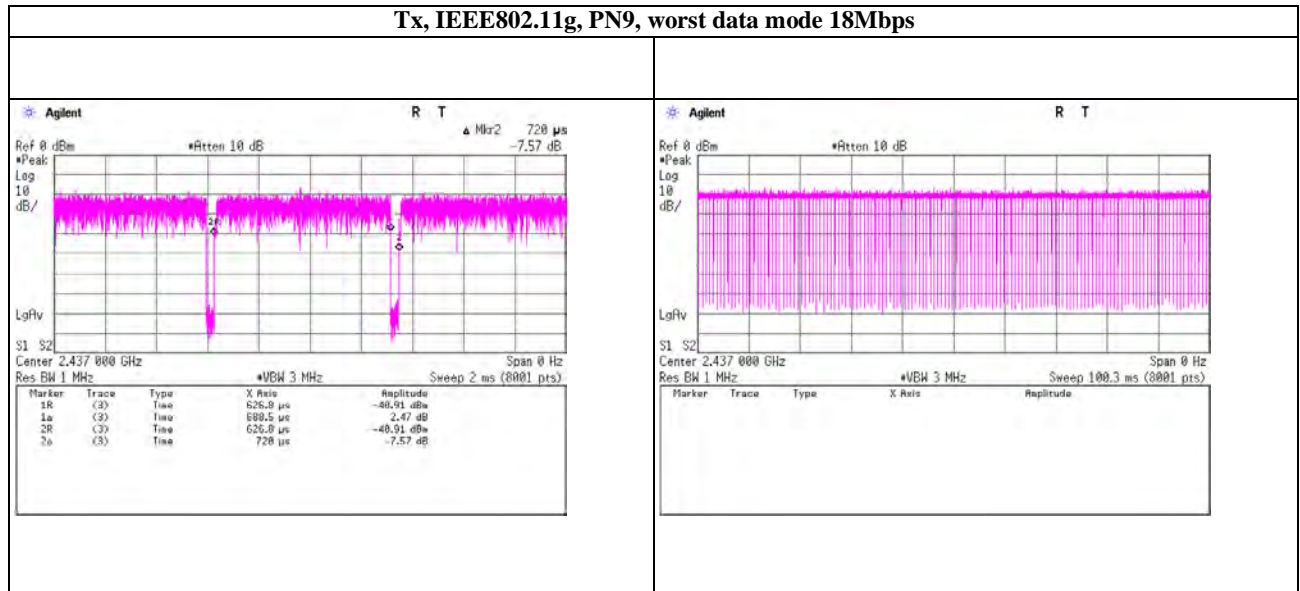 Tx, IEEE802.11g, PN9, worst data mode 18Mbps
Agilent R T
Δ Mkr2 720 µs
Ref 0 dBm #Atten 10 dB -7.57 dB
#Peak
Log
10
dB/
2R
2
LgAv
S1 S2
Center 2.437 000 GHz Span 0 Hz
Res BW 1 MHz #VBW 3 MHz Sweep 2 ms (8001 pts)
Marker Trace Type X Axis Amplitude
1R (3) Time 626.8 µs -40.91 dBm
1Δ (3) Time 688.5 µs 2.47 dB
2R (3) Time 626.8 µs -40.91 dBm
2Δ (3) Time 720 µs -7.57 dB
Agilent R T
Ref 0 dBm #Atten 10 dB
#Peak
Log
10
dB/
LgAv
S1 S2
Center 2.437 000 GHz Span 0 Hz
Res BW 1 MHz #VBW 3 MHz Sweep 100.3 ms (8001 pts)
Marker Trace Type X Axis Amplitude